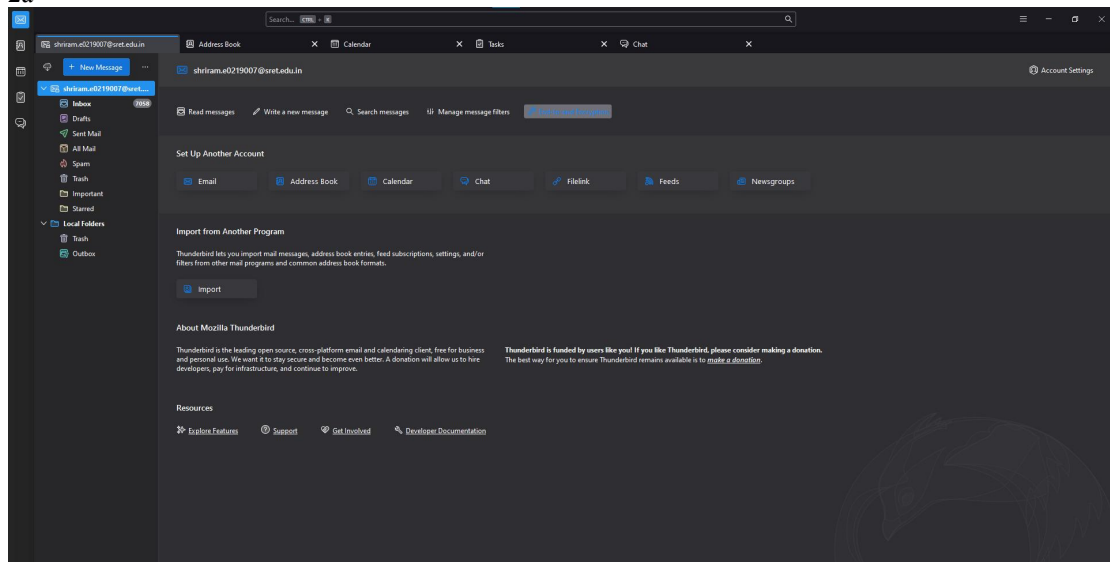 2a
Search... CTRL + K
shriram.e0219007@sret.edu.in
Address Book
Calendar
Tasks
Chat
+ New Message
shriram.e0219007@sret....
Inbox 7058
Drafts
Sent Mail
All Mail
Spam
Trash
Important
Starred
Local Folders
Trash
Outbox
shriram.e0219007@sret.edu.in
Account Settings
Read messages
Write a new message
Search messages
Manage message filters
Set Up Another Account
Email
Address Book
Calendar
Chat
Filelink
Feeds
Newsgroups
Import from Another Program
Thunderbird lets you import mail messages, address book entries, feed subscriptions, settings, and/or
filters from other mail programs and common address book formats.
Import
About Mozilla Thunderbird
Thunderbird is the leading open source, cross-platform email and calendaring client, free for business
and personal use. We want it to stay secure and become even better. A donation will allow us to hire
developers, pay for infrastructure, and continue to improve.
Thunderbird is funded by users like you! If you like Thunderbird, please consider making a donation.
The best way for you to ensure Thunderbird remains available is to make a donation.
Resources
Explore Features
Support
Get Involved
Developer Documentation